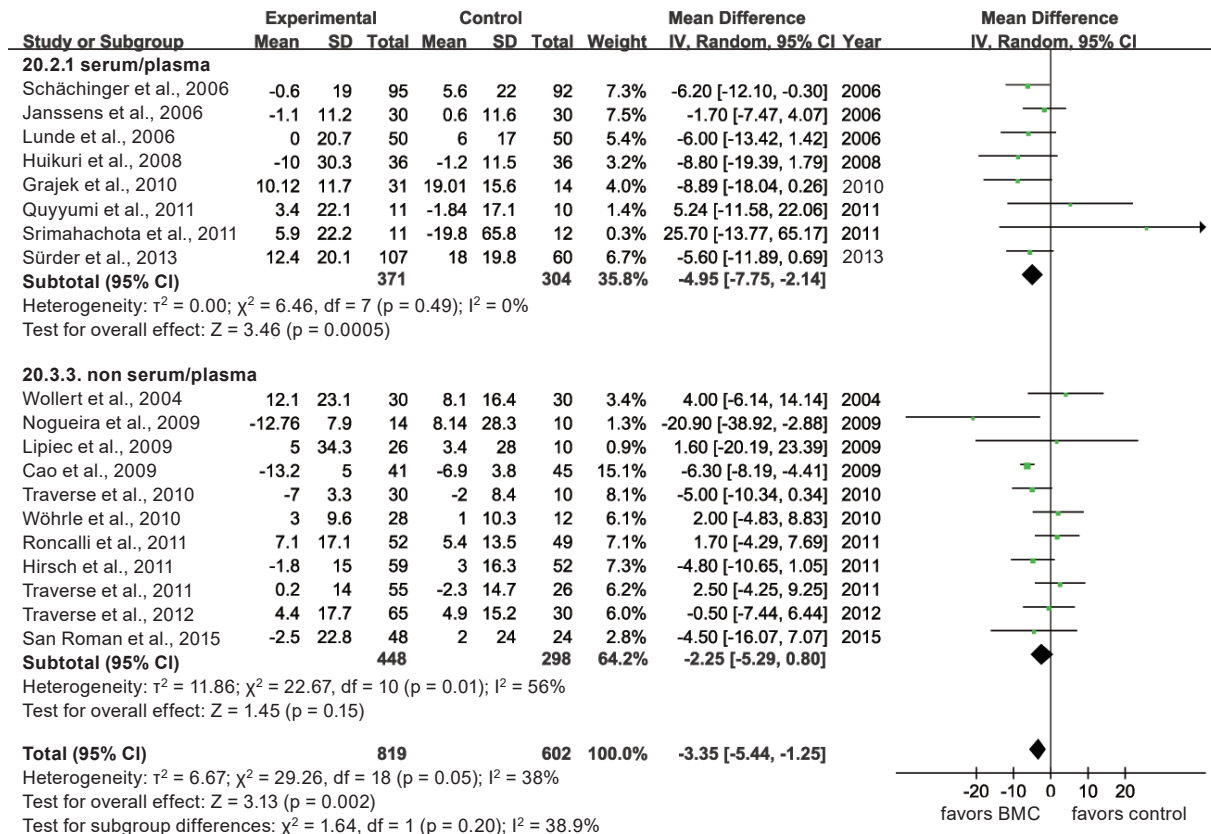 Experimental Control Mean Difference Mean Difference
Study or Subgroup Mean SD Total Mean SD Total Weight IV, Random, 95% CI Year IV, Random, 95% CI
20.2.1 serum/plasma
Schächinger et al., 2006 -0.6 19 95 5.6 22 92 7.3% -6.20 [-12.10, -0.30] 2006
Janssens et al., 2006 -1.1 11.2 30 0.6 11.6 30 7.5% -1.70 [-7.47, 4.07] 2006
Lunde et al., 2006 0 20.7 50 6 17 50 5.4% -6.00 [-13.42, 1.42] 2006
Huikuri et al., 2008 -10 30.3 36 -1.2 11.5 36 3.2% -8.80 [-19.39, 1.79] 2008
Grajek et al., 2010 10.12 11.7 31 19.01 15.6 14 4.0% -8.89 [-18.04, 0.26] 2010
Quyyumi et al., 2011 3.4 22.1 11 -1.84 17.1 10 1.4% 5.24 [-11.58, 22.06] 2011
Srimahachota et al., 2011 5.9 22.2 11 -19.8 65.8 12 0.3% 25.70 [-13.77, 65.17] 2011
Sürder et al., 2013 12.4 20.1 107 18 19.8 60 6.7% -5.60 [-11.89, 0.69] 2013
Subtotal (95% CI) 371 304 35.8% -4.95 [-7.75, -2.14]
Heterogeneity: τ² = 0.00; χ² = 6.46, df = 7 (p = 0.49); I² = 0%
Test for overall effect: Z = 3.46 (p = 0.0005)
20.3.3. non serum/plasma
Wollert et al., 2004 12.1 23.1 30 8.1 16.4 30 3.4% 4.00 [-6.14, 14.14] 2004
Nogueira et al., 2009 -12.76 7.9 14 8.14 28.3 10 1.3% -20.90 [-38.92, -2.88] 2009
Lipiec et al., 2009 5 34.3 26 3.4 28 10 0.9% 1.60 [-20.19, 23.39] 2009
Cao et al., 2009 -13.2 5 41 -6.9 3.8 45 15.1% -6.30 [-8.19, -4.41] 2009
Traverse et al., 2010 -7 3.3 30 -2 8.4 10 8.1% -5.00 [-10.34, 0.34] 2010
Wöhrle et al., 2010 3 9.6 28 1 10.3 12 6.1% 2.00 [-4.83, 8.83] 2010
Roncalli et al., 2011 7.1 17.1 52 5.4 13.5 49 7.1% 1.70 [-4.29, 7.69] 2011
Hirsch et al., 2011 -1.8 15 59 3 16.3 52 7.3% -4.80 [-10.65, 1.05] 2011
Traverse et al., 2011 0.2 14 55 -2.3 14.7 26 6.2% 2.50 [-4.25, 9.25] 2011
Traverse et al., 2012 4.4 17.7 65 4.9 15.2 30 6.0% -0.50 [-7.44, 6.44] 2012
San Roman et al., 2015 -2.5 22.8 48 2 24 24 2.8% -4.50 [-16.07, 7.07] 2015
Subtotal (95% CI) 448 298 64.2% -2.25 [-5.29, 0.80]
Heterogeneity: τ² = 11.86; χ² = 22.67, df = 10 (p = 0.01); I² = 56%
Test for overall effect: Z = 1.45 (p = 0.15)
Total (95% CI) 819 602 100.0% -3.35 [-5.44, -1.25]
Heterogeneity: τ² = 6.67; χ² = 29.26, df = 18 (p = 0.05); I² = 38%
Test for overall effect: Z = 3.13 (p = 0.002)
Test for subgroup differences: χ² = 1.64, df = 1 (p = 0.20); I² = 38.9%
-20 -10 0 10 20
favors BMC favors control